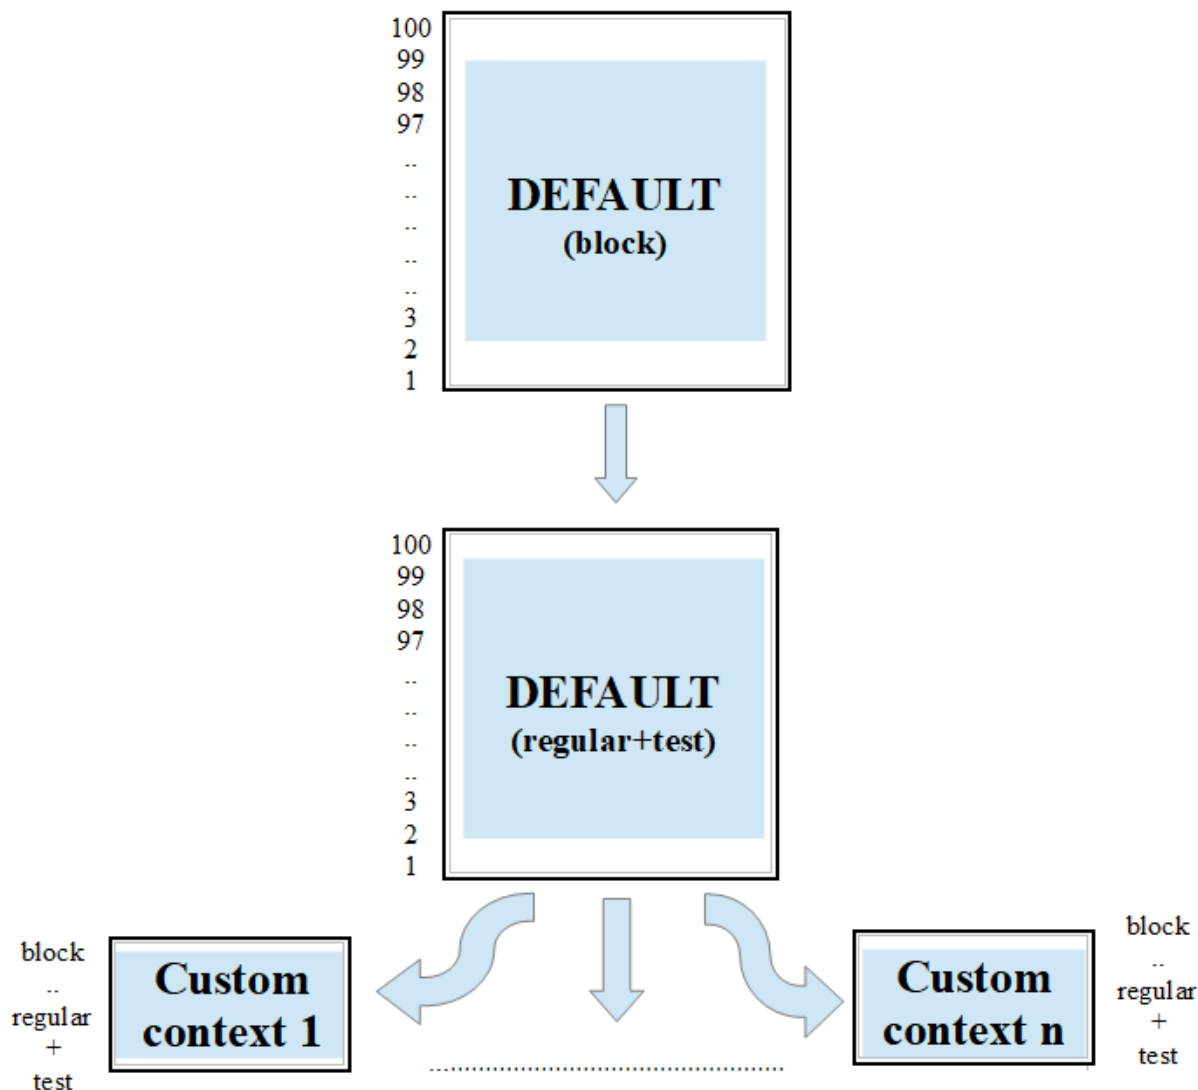 100
99
98
97
..
..
..
..
..
3
2
1
DEFAULT
(block)
100
99
98
97
..
..
..
..
3
2
1
DEFAULT
(regular+test)
block
..
regular
+
test
Custom
context 1
Custom
context n
block
..
regular
+
test